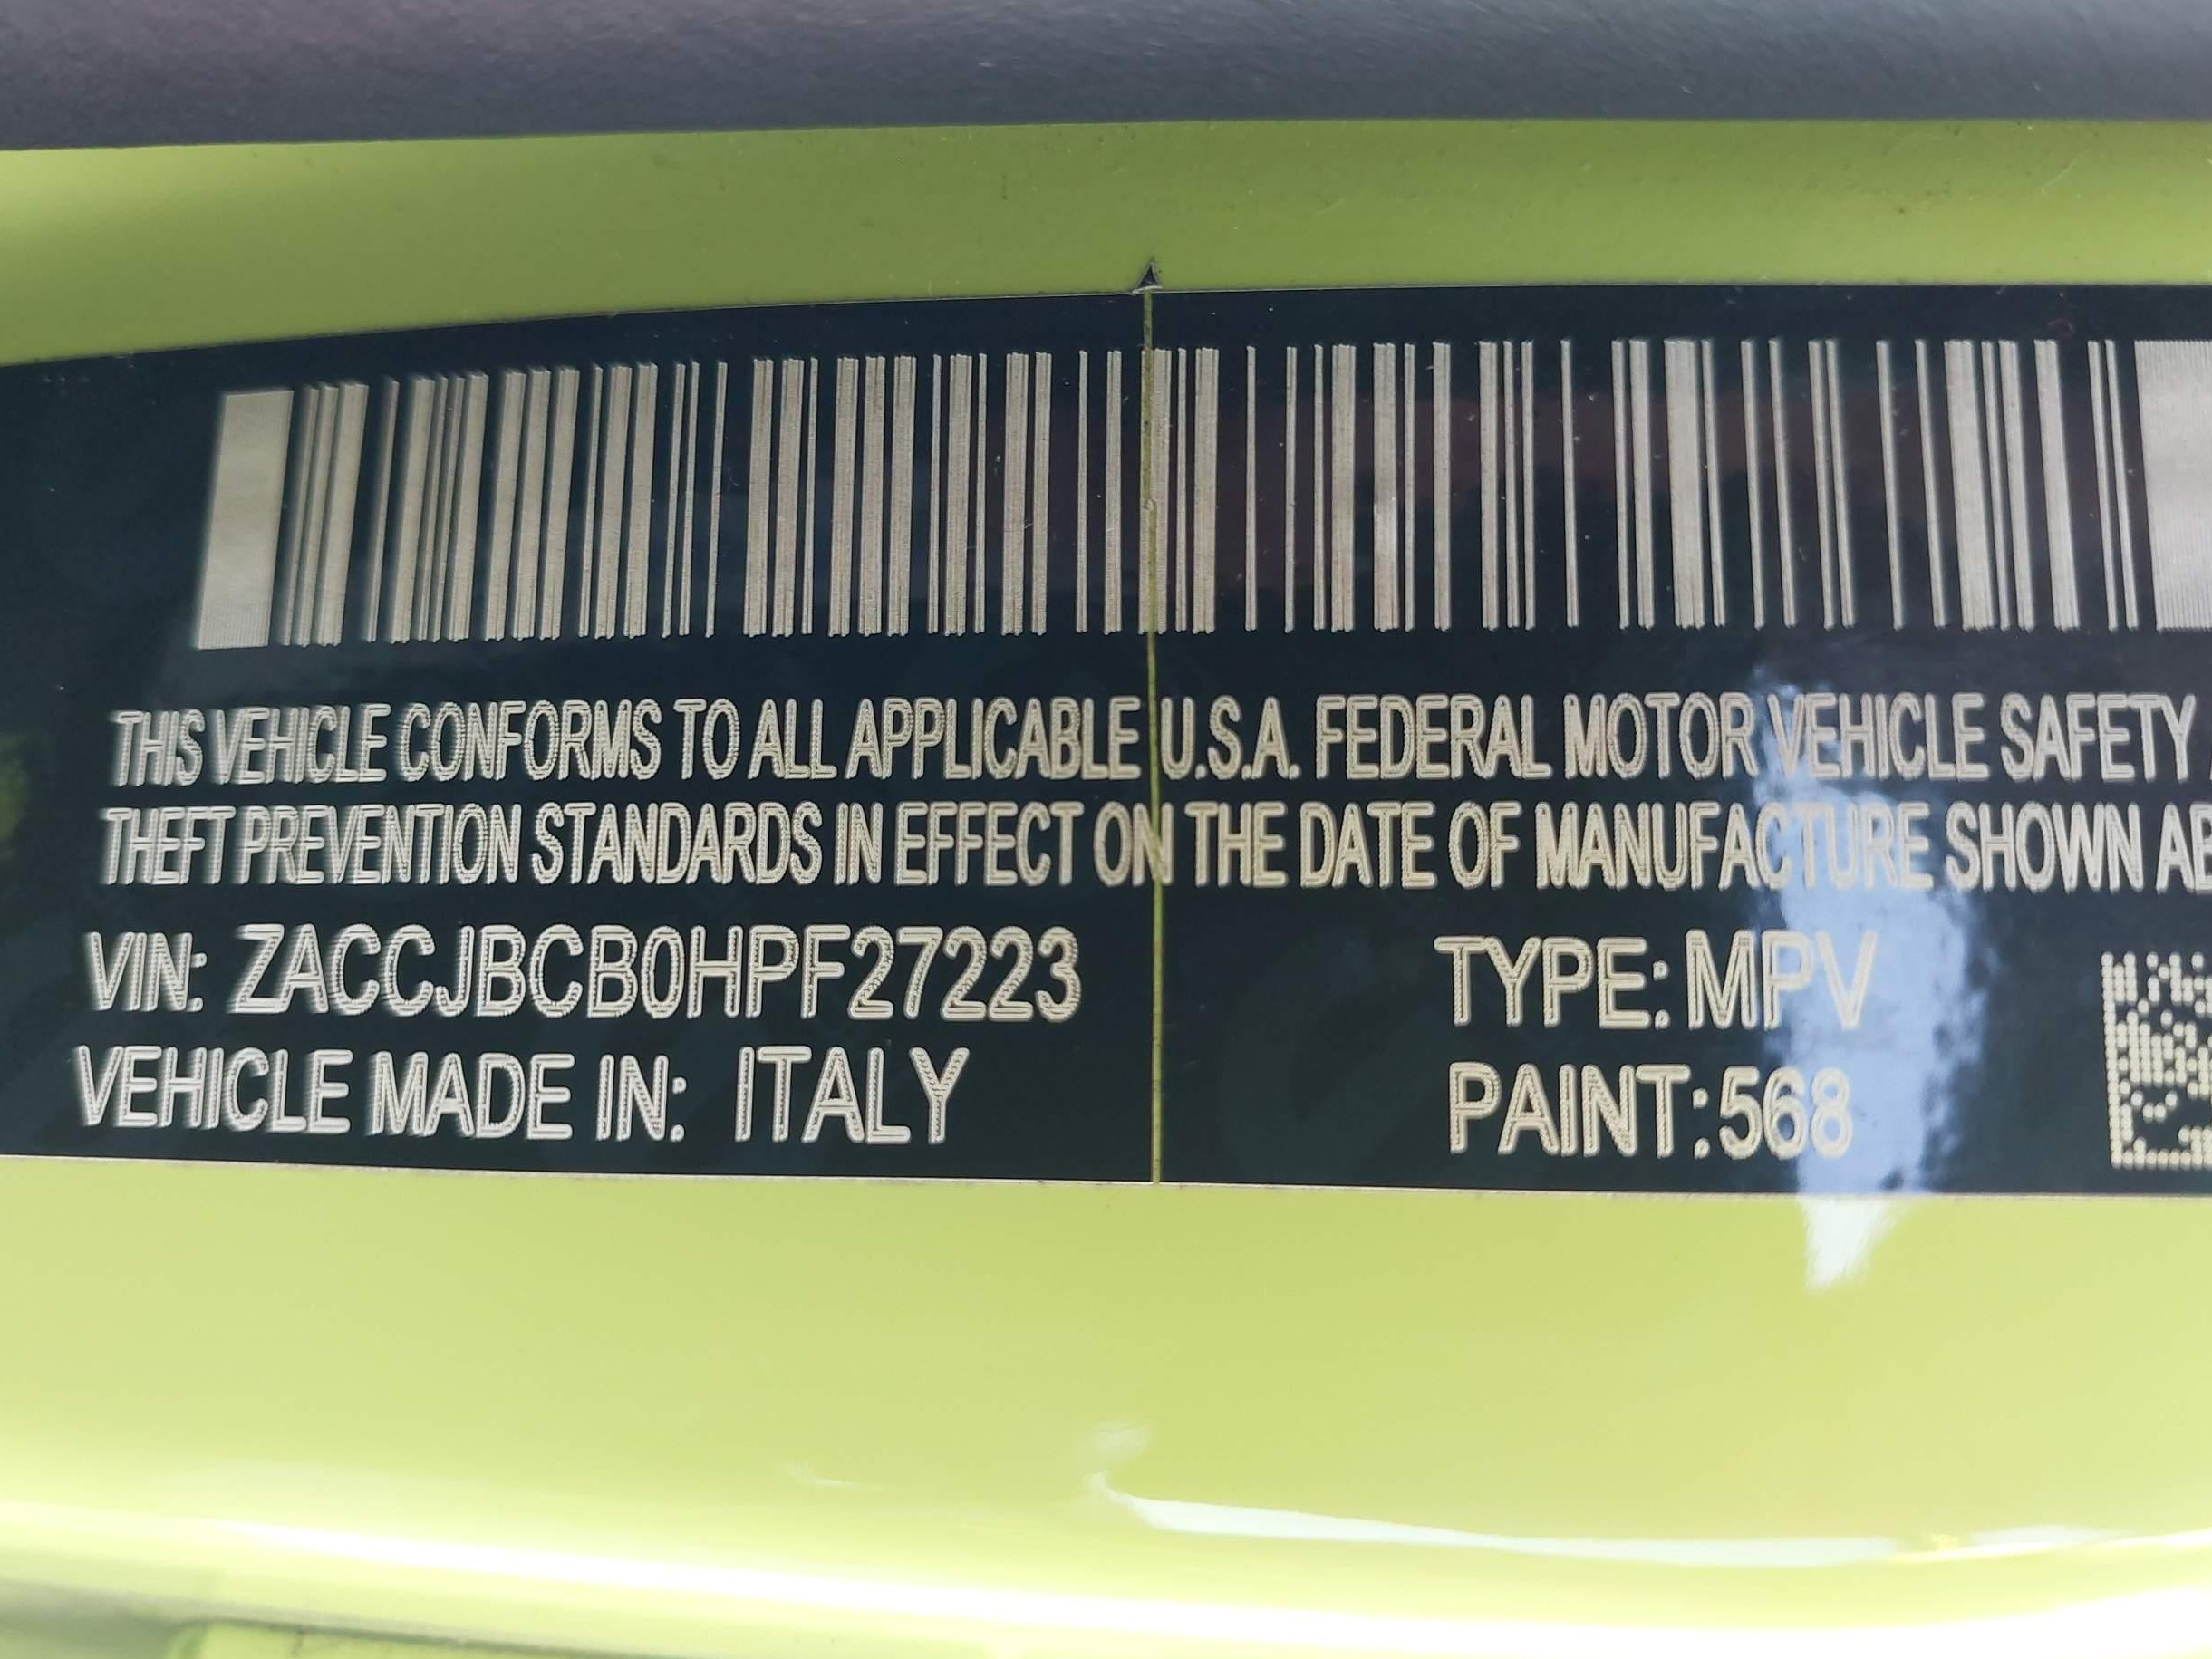 THIS VEHICLE CONFORMS TO ALL APPLICABLE U.S.A. FEDERAL MOTOR VEHICLE SAFETY
THEFT PREVENTION STANDARDS IN EFFECT ON THE DATE OF MANUFACTURE SHOWN
VIN: ZACCJBCB0HPF27223 TYPE: MPV
VEHICLE MADE IN: ITALY PAINT: 568